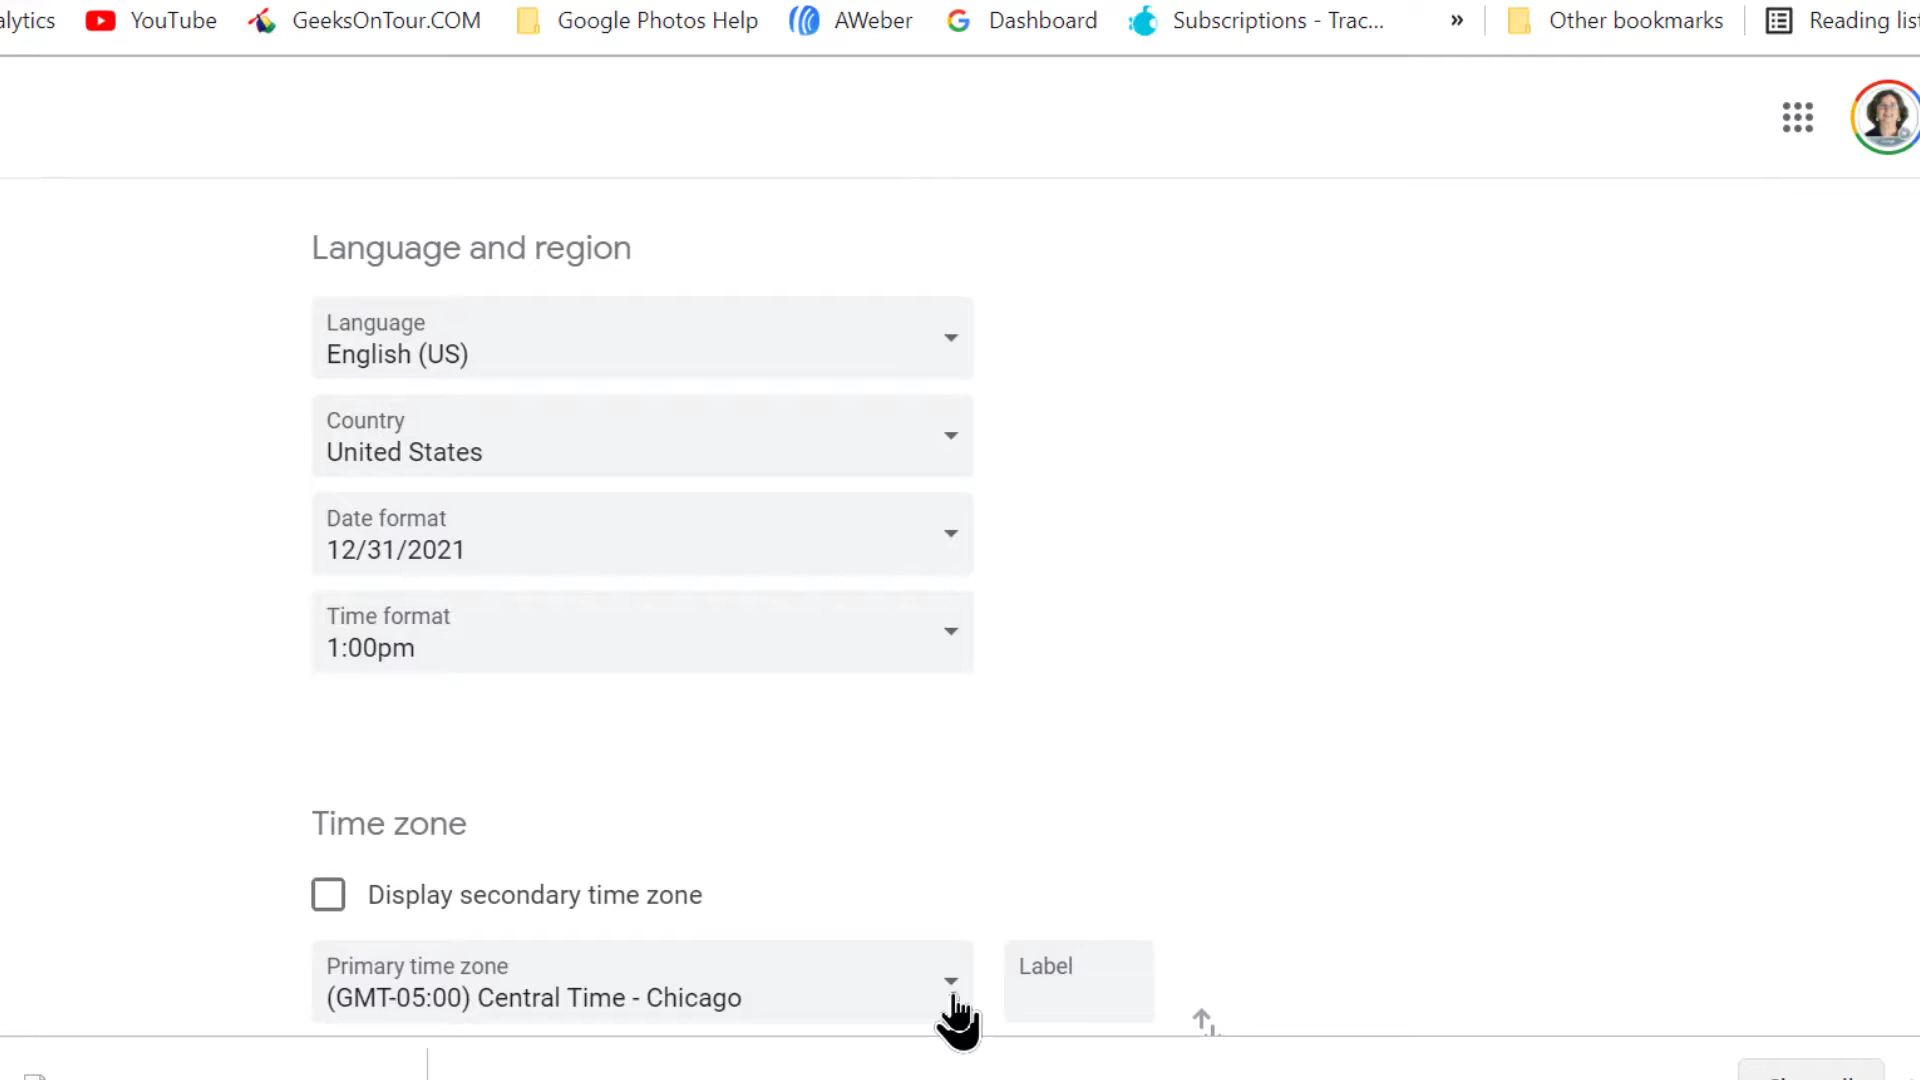 alytics YouTube GeeksOnTour.COM Google Photos Help AWeber Dashboard Subscriptions - Trac... » Other bookmarks Reading list
Language and region
Language
English (US)
Country
United States
Date format
12/31/2021
Time format
1:00pm
Time zone
Display secondary time zone
Primary time zone
(GMT-05:00) Central Time - Chicago
Label